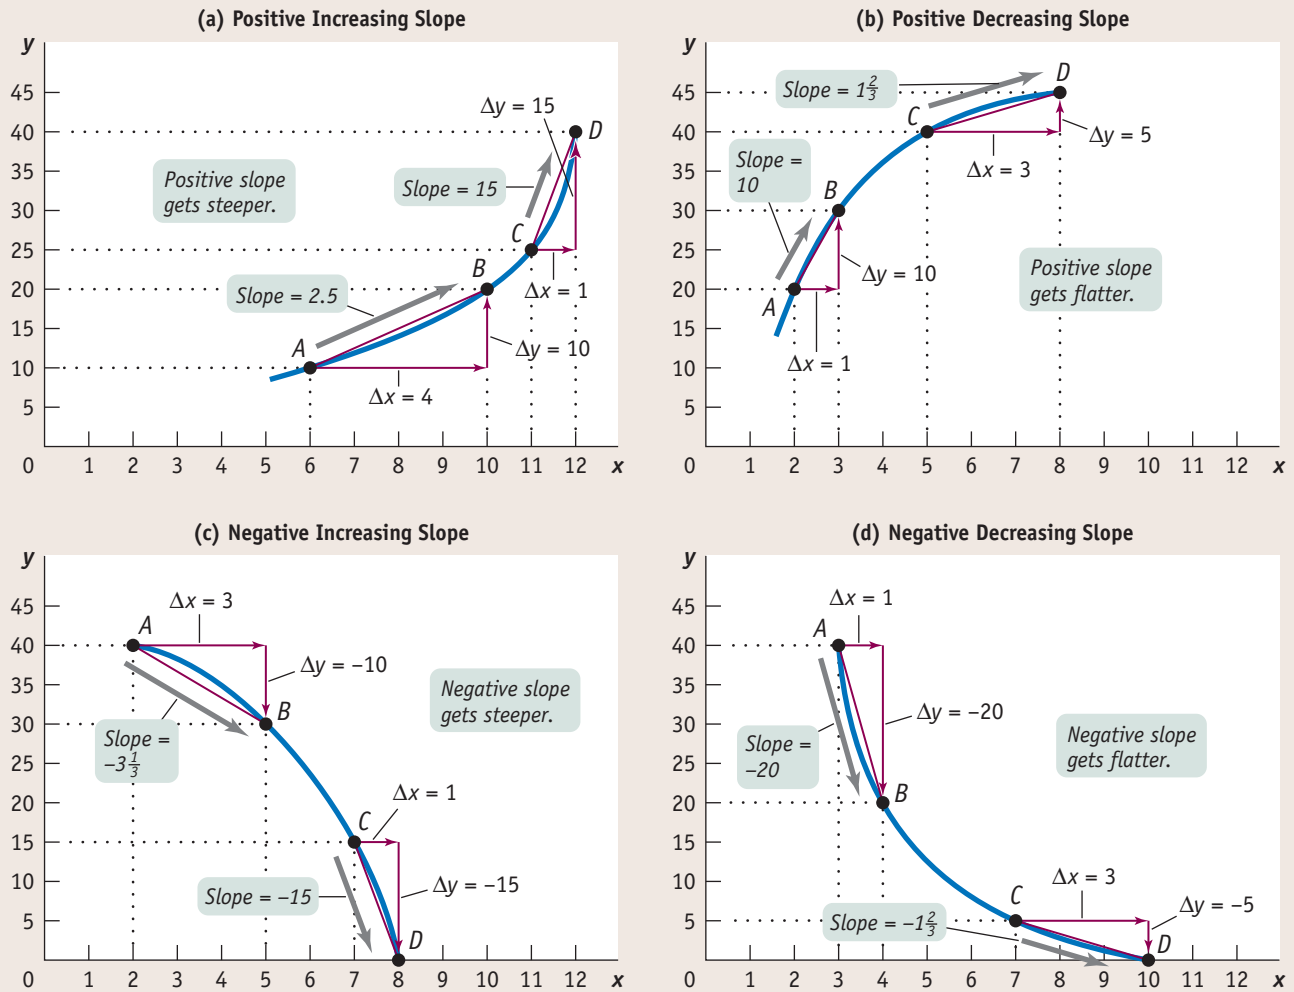 (a) Positive Increasing Slope
y
45
40
35
30
25
20
15
10
5
0
1 2 3 4 5 6 7 8 9 10 11 12 x
Δy = 15
D
Positive slope
gets steeper.
Slope = 15
C
B
Δx = 1
Slope = 2.5
A
Δy = 10
Δx = 4
(b) Positive Decreasing Slope
y
45
40
35
30
25
20
15
10
5
0
1 2 3 4 5 6 7 8 9 10 11 12 x
Slope = 1 2/3
D
C
Δy = 5
Δx = 3
Slope =
10
B
Δy = 10
Positive slope
gets flatter.
A
Δx = 1
(c) Negative Increasing Slope
y
45
40
35
30
25
20
15
10
5
0
1 2 3 4 5 6 7 8 9 10 11 12 x
Δx = 3
A
Δy = –10
Negative slope
gets steeper.
B
Slope =
–3 1/3
Δx = 1
C
Slope = –15
Δy = –15
D
(d) Negative Decreasing Slope
y
45
40
35
30
25
20
15
10
5
0
1 2 3 4 5 6 7 8 9 10 11 12 x
Δx = 1
A
Δy = –20
Slope =
–20
Negative slope
gets flatter.
B
C
Δx = 3
Δy = –5
Slope = –1 2/3
D